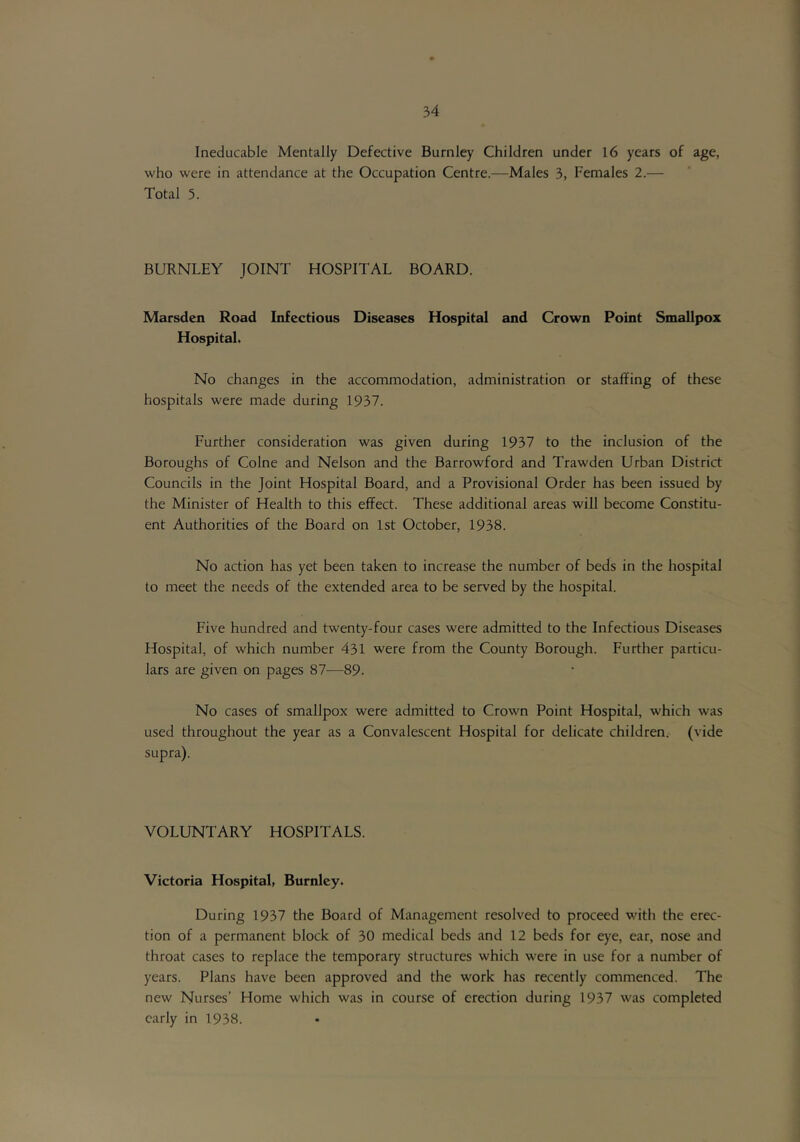 34
Ineducable Mentally Defective Burnley Children under 16 years of age,
who were in attendance at the Occupation Centre.—Males 3, Females 2.—
Total 5.
BURNLEY JOINT HOSPITAL BOARD.
Marsden Road Infectious Diseases Hospital and Crown Point Smallpox
Hospital.
No changes in the accommodation, administration or staffing of these
hospitals were made during 1937.
Further consideration was given during 1937 to the inclusion of the
Boroughs of Colne and Nelson and the Barrowford and Trawden Urban District
Councils in the Joint Hospital Board, and a Provisional Order has been issued by
the Minister of Health to this effect. These additional areas will become Constitu-
ent Authorities of the Board on 1st October, 1938.
No action has yet been taken to increase the number of beds in the hospital
to meet the needs of the extended area to be served by the hospital.
Five hundred and twenty-four cases were admitted to the Infectious Diseases
Hospital, of which number 431 were from the County Borough. Further particu-
lars are given on pages 87—89.
No cases of smallpox were admitted to Crown Point Hospital, which was
used throughout the year as a Convalescent Hospital for delicate children. (vide
supra).
VOLUNTARY HOSPITALS.
Victoria Hospital, Burnley.
During 1937 the Board of Management resolved to proceed with the erec-
tion of a permanent block of 30 medical beds and 12 beds for eye, ear, nose and
throat cases to replace the temporary structures which were in use for a number of
years. Plans have been approved and the work has recently commenced. The
new Nurses' Home which was in course of erection during 1937 was completed
early in 1938.